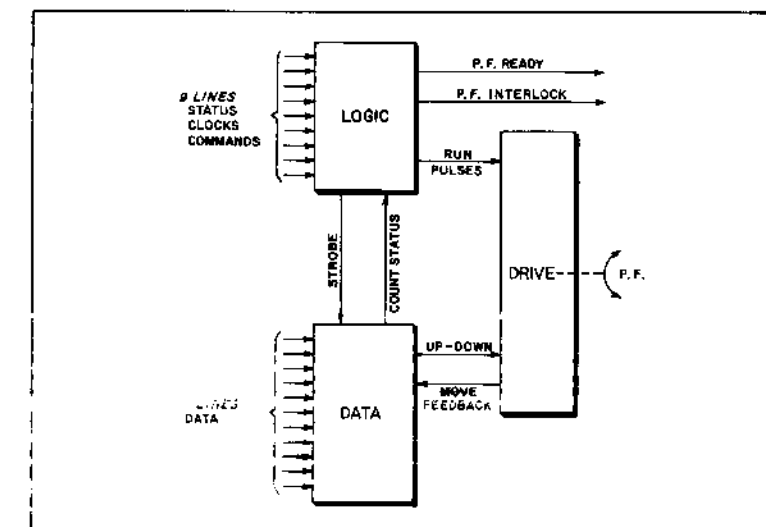 9 LINES
STATUS
CLOCKS
COMMANDS
LOGIC
P.F. READY
P.F. INTERLOCK
RUN
PULSES
STROBE
COUNT STATUS
DRIVE
P.F.
LINES
DATA
DATA
UP-DOWN
MOVE
FEEDBACK